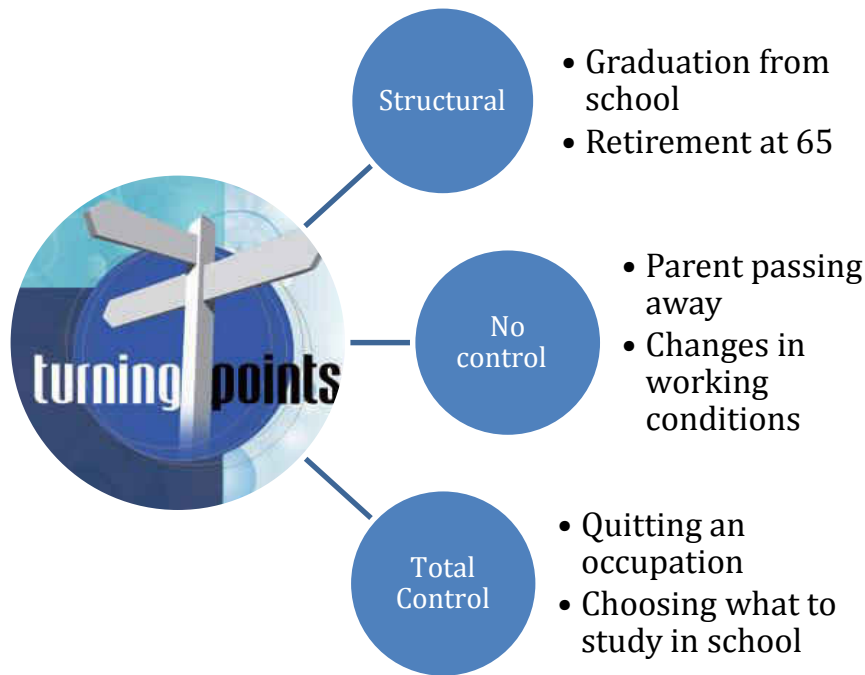 Structural
• Graduation from
school
• Retirement at 65
turning points
No
control
• Parent passing
away
• Changes in
working
conditions
Total
Control
• Quitting an
occupation
• Choosing what to
study in school